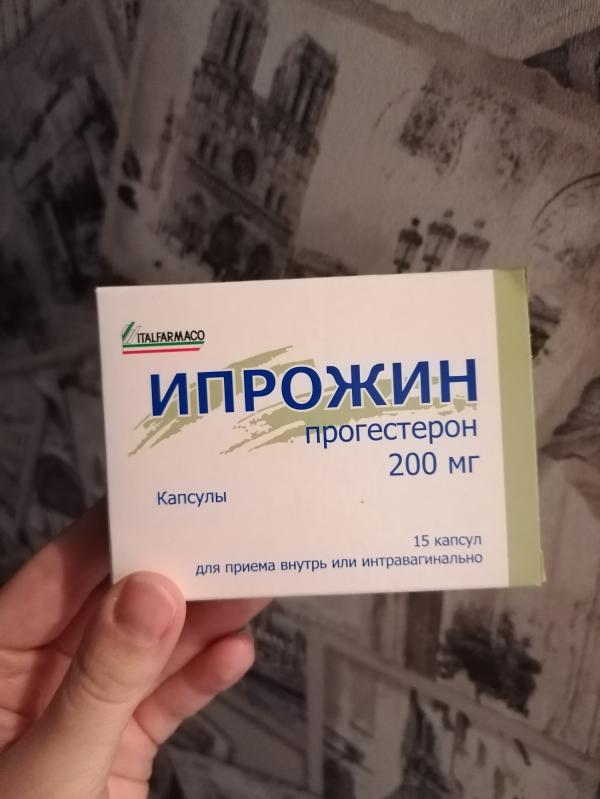 ITALFARMACO
ИПРОЖИН
прогестерон
200 мг
Капсулы
15 капсул
для приема внутрь или интравагинально